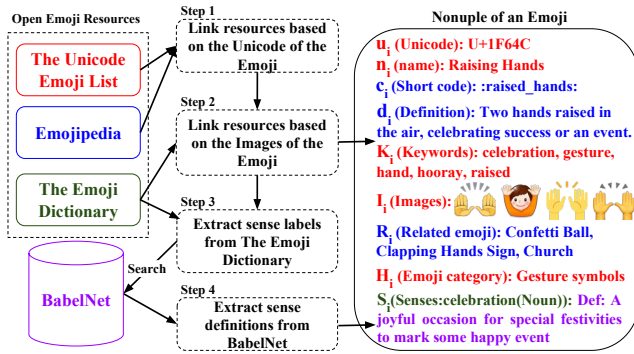 Open Emoji Resources
The Unicode
Emoji List
Emojipedia
The Emoji
Dictionary
BabelNet
Search
Step 1
Link resources based
on the Unicode of the
Emoji
Step 2
Link resources based
on the Images of the
Emoji
Step 3
Extract sense labels
from The Emoji
Dictionary
Step 4
Extract sense
definitions from
BabelNet
Nonuple of an Emoji
ui (Unicode): U+1F64C
ni (name): Raising Hands
ci (Short code): :raised_hands:
di (Definition): Two hands raised in
the air, celebrating success or an event.
Ki (Keywords): celebration, gesture,
hand, hooray, raised
Ii (Images):
Ri (Related emoji): Confetti Ball,
Clapping Hands Sign, Church
Hi (Emoji category): Gesture symbols
Si(Senses:celebration(Noun)): Def: A
joyful occasion for special festivities
to mark some happy event